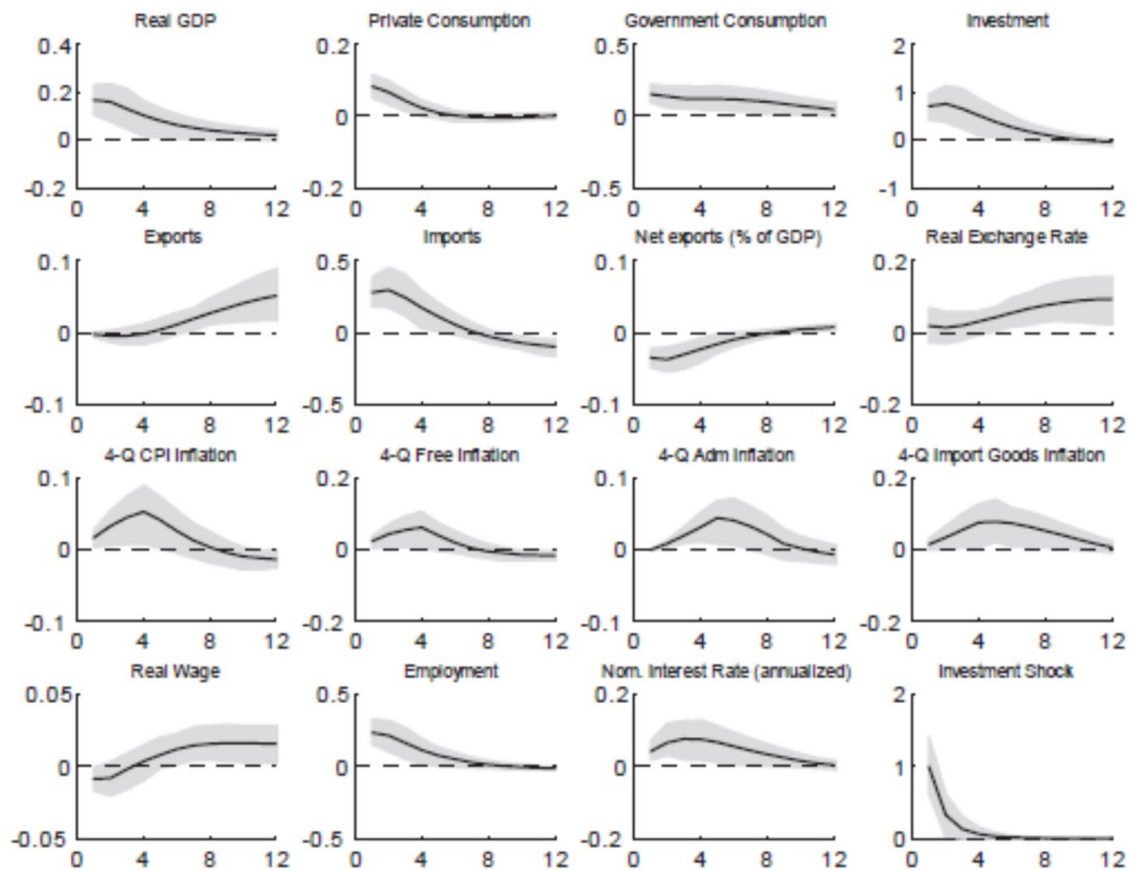 Real GDP Private Consumption Government Consumption Investment
0.4 0.2 0.5 2
0.2 1
0 0 0 0
-0.2 -0.2 -0.5 -1
0 4 8 12 0 4 8 12 0 4 8 12 0 4 8 12
Exports Imports Net exports (% of GDP) Real Exchange Rate
0.1 0.5 0.1 0.2
0 0 0 0
-0.1 -0.5 -0.1 -0.2
0 4 8 12 0 4 8 12 0 4 8 12 0 4 8 12
4-Q CPI Inflation 4-Q Free Inflation 4-Q Adm Inflation 4-Q Import Goods Inflation
0.1 0.2 0.1 0.2
0 0 0 0
-0.1 -0.2 -0.1 -0.2
0 4 8 12 0 4 8 12 0 4 8 12 0 4 8 12
Real Wage Employment Nom. Interest Rate (annualized) Investment Shock
0.05 0.5 0.2 2
0 0 0 1
-0.05 -0.5 -0.2 0
0 4 8 12 0 4 8 12 0 4 8 12 0 4 8 12